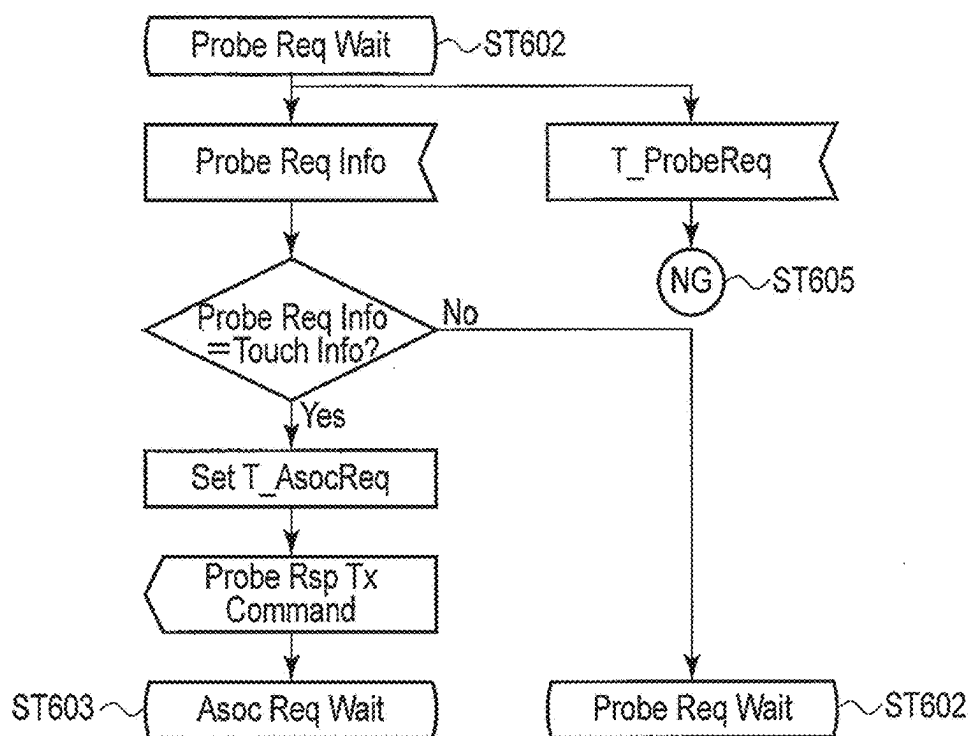 Probe Req Wait
ST602
Probe Req Info
T_ProbeReq
NG
ST605
Probe Req Info
=Touch Info?
No
Yes
Set T_AsocReq
Probe Rsp Tx
Command
ST603
Asoc Req Wait
Probe Req Wait
ST602